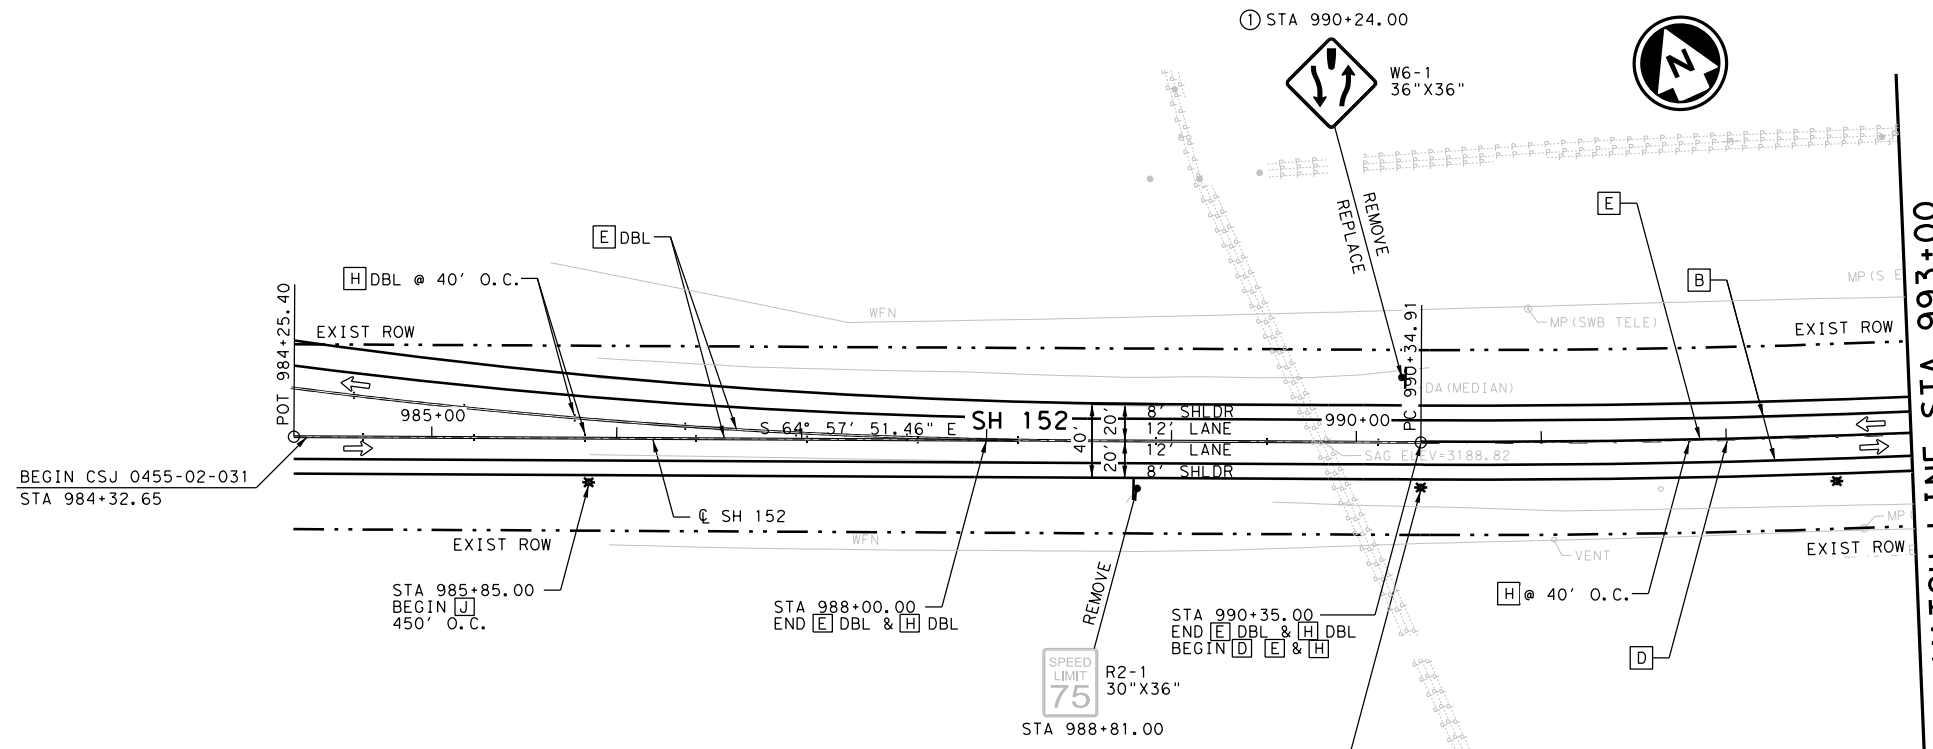 ① STA 990+24.00
W6-1
36"X36"
N
REMOVE
REPLACE
E
E DBL
H DBL @ 40' O.C.
B
MP(S E
WFN
MP(SWB TELE)
EXIST ROW
EXIST ROW
POT 984+25.40
PC 990+34.91
DA(MEDIAN)
985+00
S 64° 57' 51.46" E
SH 152
40'
20'
20'
8' SHLDR
12' LANE
12' LANE
8' SHLDR
990+00
SAG ELEV=3188.82
BEGIN CSJ 0455-02-031
STA 984+32.65
℄ SH 152
EXIST ROW
WFN
MP(
VENT
EXIST ROW
STA 985+85.00
BEGIN J
450' O.C.
STA 988+00.00
END E DBL & H DBL
REMOVE
STA 990+35.00
END E DBL & H DBL
BEGIN D E & H
H @ 40' O.C.
D
SPEED
LIMIT
75
R2-1
30"X36"
STA 988+81.00
LINE STA 993+00